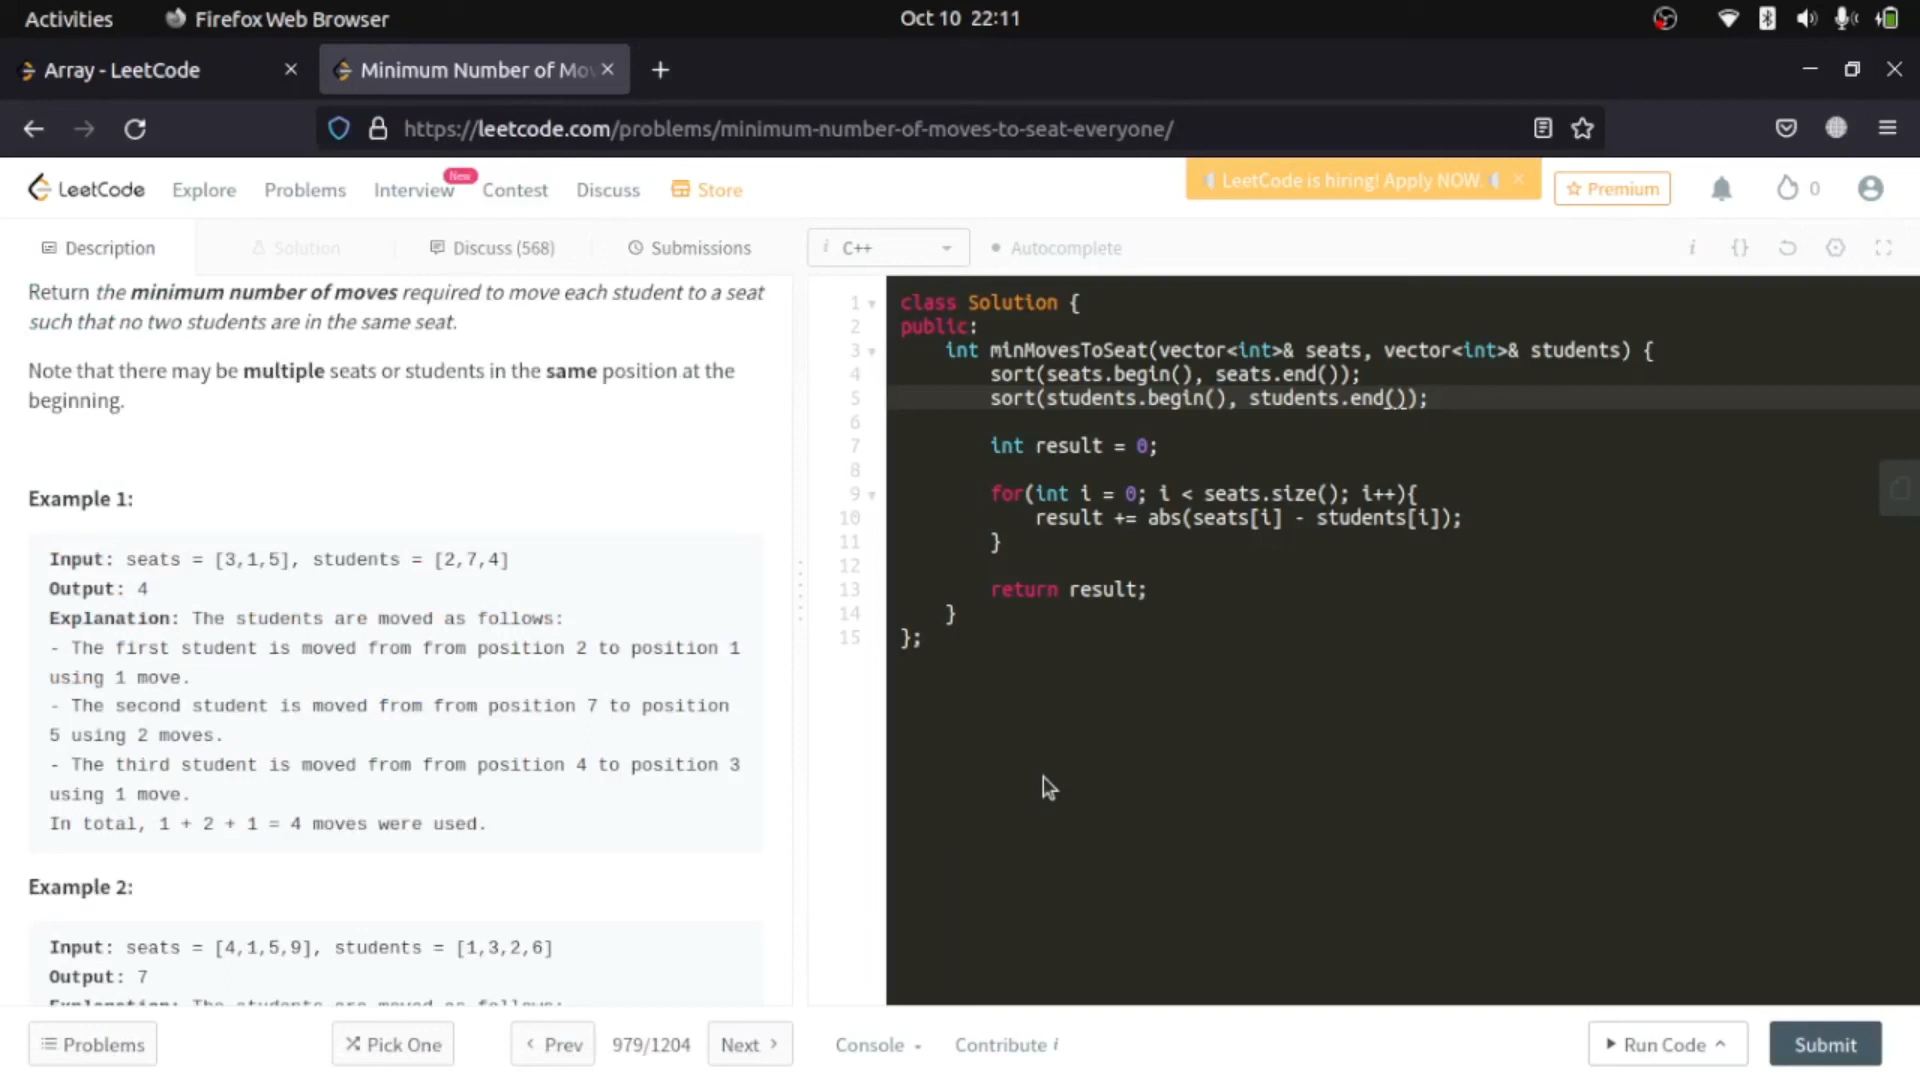 Activities Firefox Web Browser Oct 10 22:11
Array - LeetCode Minimum Number of Mov
https://leetcode.com/problems/minimum-number-of-moves-to-seat-everyone/
LeetCode Explore Problems Interview New Contest Discuss Store LeetCode is hiring! Apply NOW. Premium 0
Description Solution Discuss (568) Submissions i C++ Autocomplete
Return the minimum number of moves required to move each student to a seat
such that no two students are in the same seat.
Note that there may be multiple seats or students in the same position at the
beginning.
Example 1:
Input: seats = [3,1,5], students = [2,7,4]
Output: 4
Explanation: The students are moved as follows:
- The first student is moved from from position 2 to position 1
using 1 move.
- The second student is moved from from position 7 to position
5 using 2 moves.
- The third student is moved from from position 4 to position 3
using 1 move.
In total, 1 + 2 + 1 = 4 moves were used.
Example 2:
Input: seats = [4,1,5,9], students = [1,3,2,6]
Output: 7
Explanation: The students are moved as follows:
1 class Solution {
2 public:
3 int minMovesToSeat(vector<int>& seats, vector<int>& students) {
4 sort(seats.begin(), seats.end());
5 sort(students.begin(), students.end());
6
7 int result = 0;
8
9 for(int i = 0; i < seats.size(); i++){
10 result += abs(seats[i] - students[i]);
11 }
12
13 return result;
14 }
15 };
Problems Pick One < Prev 979/1204 Next > Console Contribute i Run Code Submit